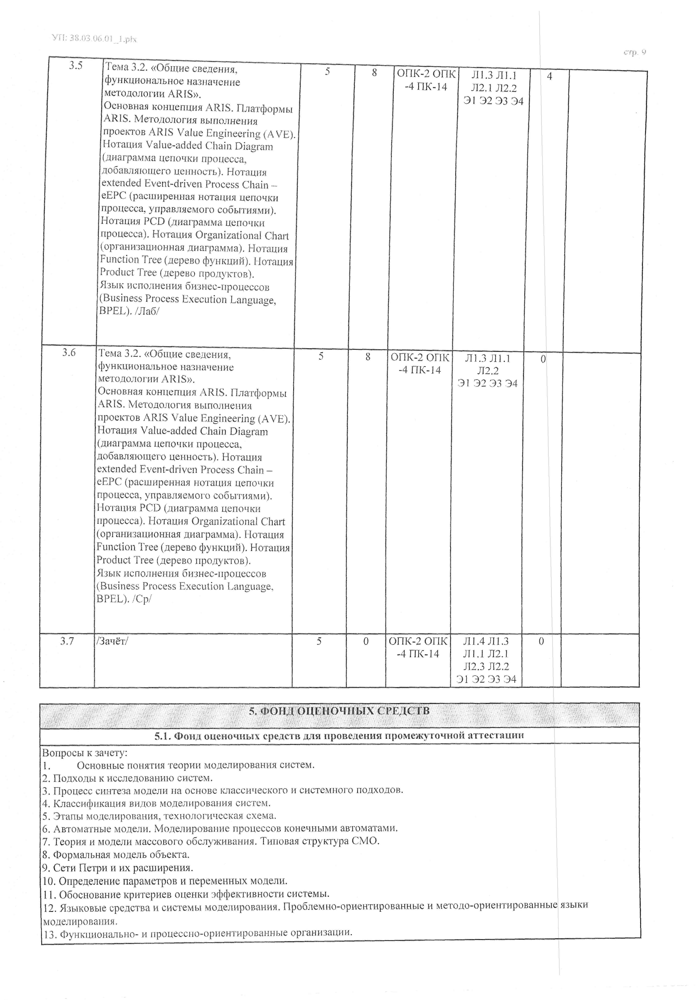 УП: 38.03.06.01_1.plx
стр. 9
3.5
Тема 3.2. «Общие сведения,
функциональное назначение
методологии ARIS».
Основная концепция ARIS. Платформы
ARIS. Методология выполнения
проектов ARIS Value Engineering (AVE).
Нотация Value-added Chain Diagram
(диаграмма цепочки процесса,
добавляющего ценность). Нотация
extended Event-driven Process Chain –
eEPC (расширенная нотация цепочки
процесса, управляемого событиями).
Нотация PCD (диаграмма цепочки
процесса). Нотация Organizational Chart
(организационная диаграмма). Нотация
Function Tree (дерево функций). Нотация
Product Tree (дерево продуктов).
Язык исполнения бизнес-процессов
(Business Process Execution Language,
BPEL). /Лаб/
5
8
ОПК-2 ОПК
-4 ПК-14
Л1.3 Л1.1
Л2.1 Л2.2
Э1 Э2 Э3 Э4
4
3.6
Тема 3.2. «Общие сведения,
функциональное назначение
методологии ARIS».
Основная концепция ARIS. Платформы
ARIS. Методология выполнения
проектов ARIS Value Engineering (AVE).
Нотация Value-added Chain Diagram
(диаграмма цепочки процесса,
добавляющего ценность). Нотация
extended Event-driven Process Chain –
eEPC (расширенная нотация цепочки
процесса, управляемого событиями).
Нотация PCD (диаграмма цепочки
процесса). Нотация Organizational Chart
(организационная диаграмма). Нотация
Function Tree (дерево функций). Нотация
Product Tree (дерево продуктов).
Язык исполнения бизнес-процессов
(Business Process Execution Language,
BPEL). /Ср/
5
8
ОПК-2 ОПК
-4 ПК-14
Л1.3 Л1.1
Л2.2
Э1 Э2 Э3 Э4
0
3.7
/Зачёт/
5
0
ОПК-2 ОПК
-4 ПК-14
Л1.4 Л1.3
Л1.1 Л2.1
Л2.3 Л2.2
Э1 Э2 Э3 Э4
0
5. ФОНД ОЦЕНОЧНЫХ СРЕДСТВ
5.1. Фонд оценочных средств для проведения промежуточной аттестации
Вопросы к зачету:
1. Основные понятия теории моделирования систем.
2. Подходы к исследованию систем.
3. Процесс синтеза модели на основе классического и системного подходов.
4. Классификация видов моделирования систем.
5. Этапы моделирования, технологическая схема.
6. Автоматные модели. Моделирование процессов конечными автоматами.
7. Теория и модели массового обслуживания. Типовая структура СМО.
8. Формальная модель объекта.
9. Сети Петри и их расширения.
10. Определение параметров и переменных модели.
11. Обоснование критериев оценки эффективности системы.
12. Языковые средства и системы моделирования. Проблемно-ориентированные и методо-ориентированные языки
моделирования.
13. Функционально- и процессно-ориентированные организации.